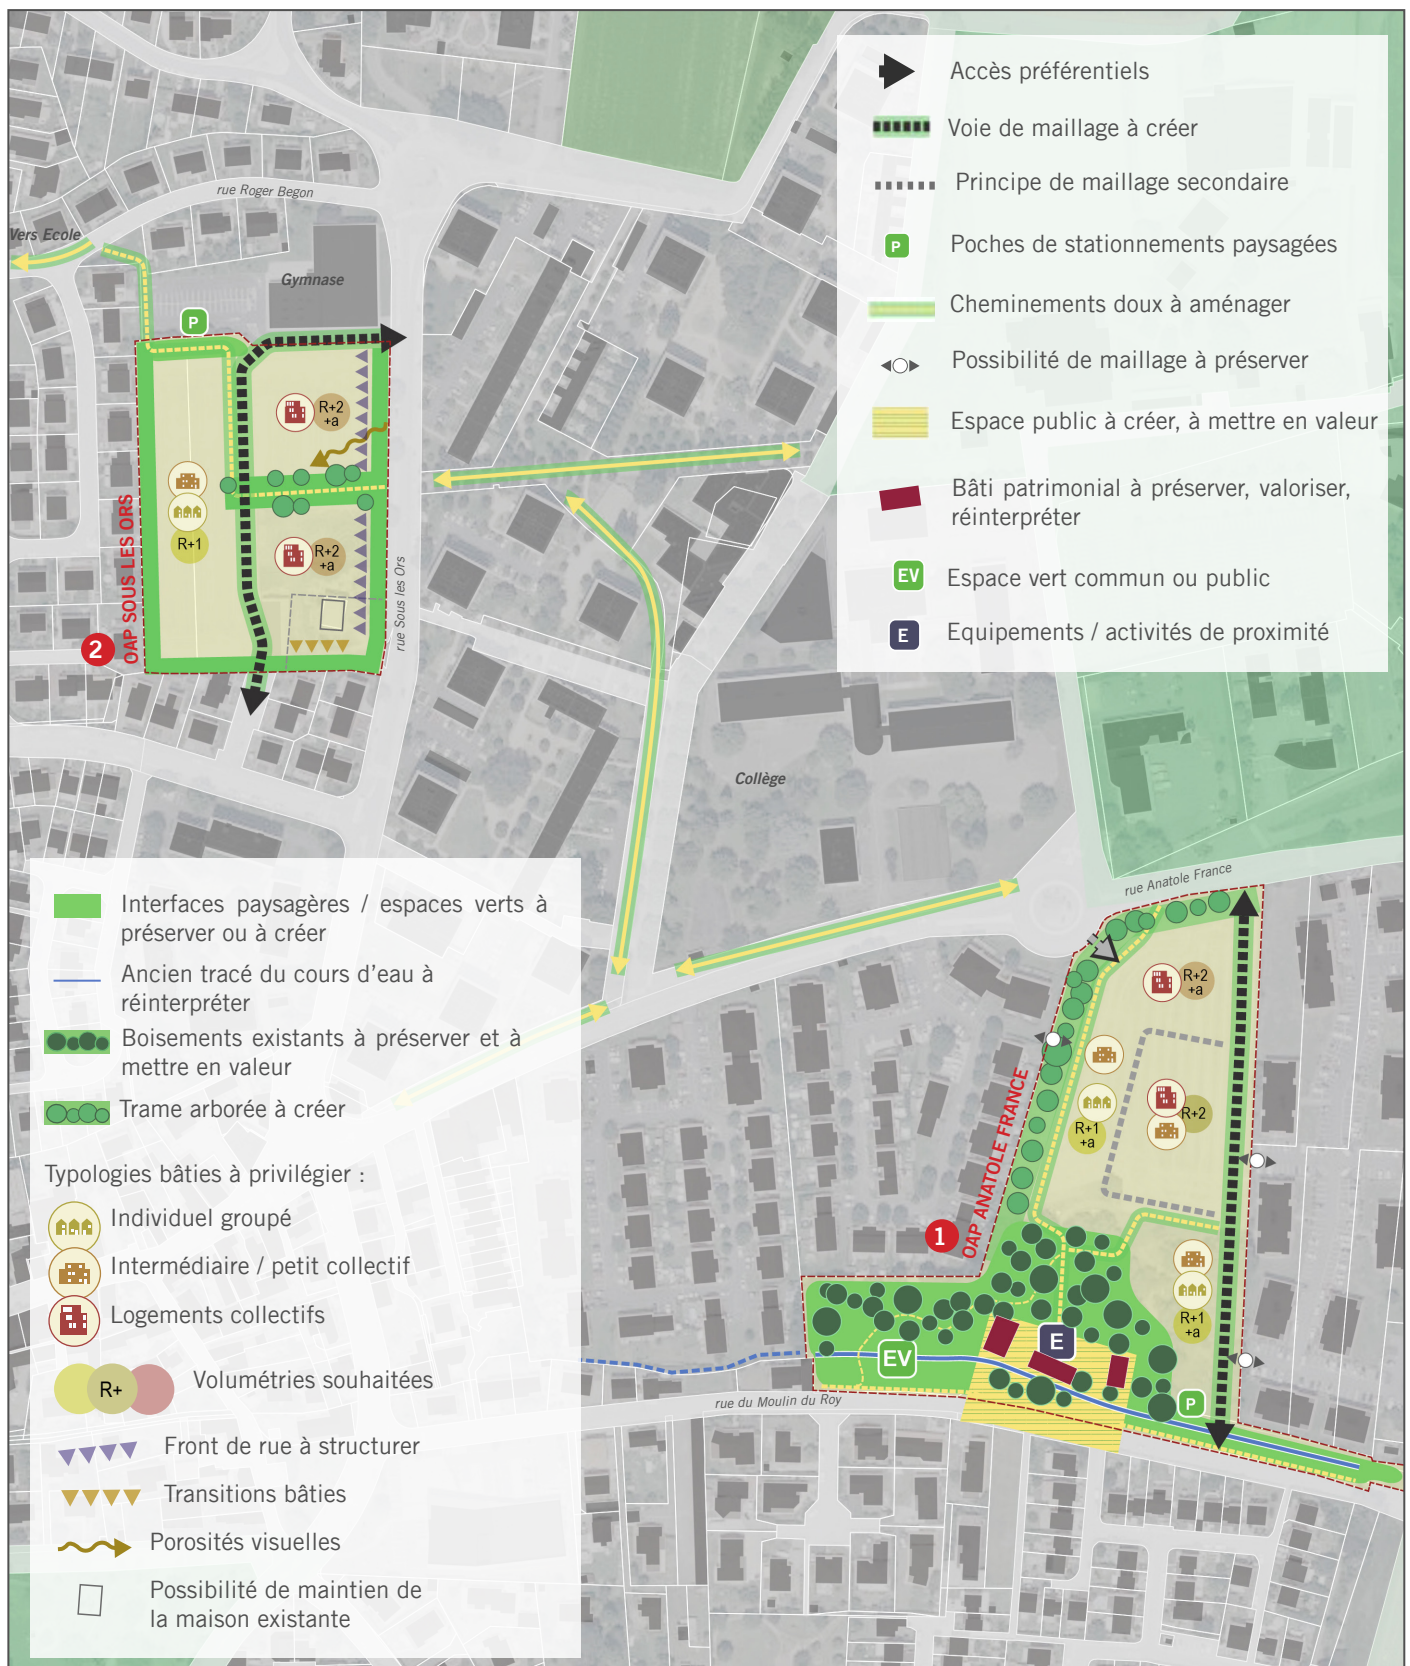 Accès préférentiels
Voie de maillage à créer
Principe de maillage secondaire
P
Poches de stationnements paysagées
Cheminements doux à aménager
Possibilité de maillage à préserver
Espace public à créer, à mettre en valeur
Bâti patrimonial à préserver, valoriser,
réinterpréter
EV
Espace vert commun ou public
E
Equipements / activités de proximité
rue Roger Begon
Vers Ecole
Gymnase
P
R+2
+a
R+1
R+2
+a
OAP SOUS LES ORS
2
rue Sous les Ors
Collège
rue Anatole France
R+2
+a
R+1
+a
R+2
OAP ANATOLE FRANCE
1
R+1
+a
E
EV
P
rue du Moulin du Roy
Interfaces paysagères / espaces verts à
préserver ou à créer
Ancien tracé du cours d'eau à
réinterpréter
Boisements existants à préserver et à
mettre en valeur
Trame arborée à créer
Typologies bâties à privilégier :
Individuel groupé
Intermédiaire / petit collectif
Logements collectifs
R+
Volumétries souhaitées
Front de rue à structurer
Transitions bâties
Porosités visuelles
Possibilité de maintien de
la maison existante